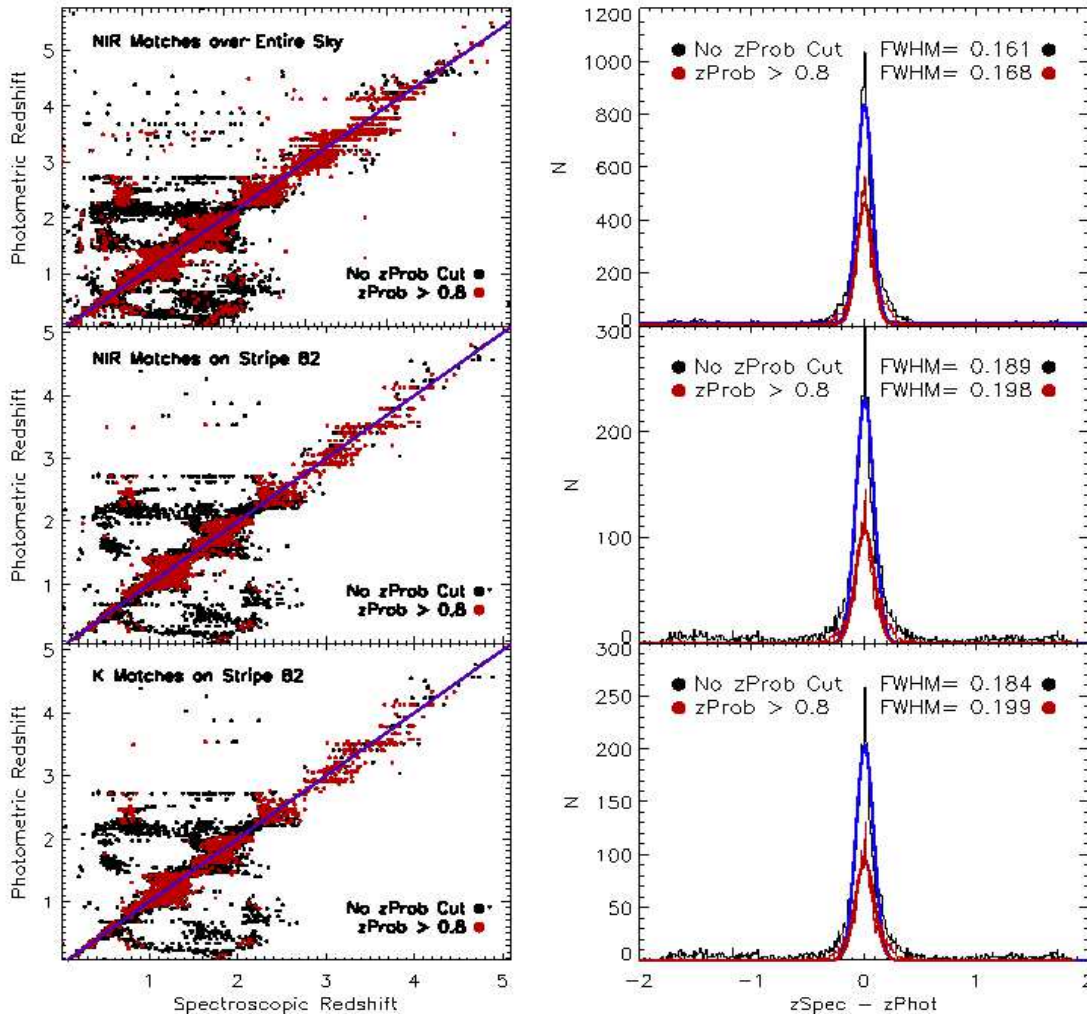 NIR Matches over Entire Sky
Photometric Redshift
5
4
3
2
1
No zProb Cut
zProb > 0.8
NIR Matches on Stripe 82
Photometric Redshift
5
4
3
2
1
No zProb Cut
zProb > 0.8
K Matches on Stripe 82
Photometric Redshift
5
4
3
2
1
No zProb Cut
zProb > 0.8
1 2 3 4 5
Spectroscopic Redshift
1200
1000
800
600
400
200
0
N
No zProb Cut FWHM= 0.161
zProb > 0.8 FWHM= 0.168
300
200
100
0
N
No zProb Cut FWHM= 0.189
zProb > 0.8 FWHM= 0.198
300
250
200
150
100
50
0
N
No zProb Cut FWHM= 0.184
zProb > 0.8 FWHM= 0.199
-2 -1 0 1 2
zSpec - zPhot